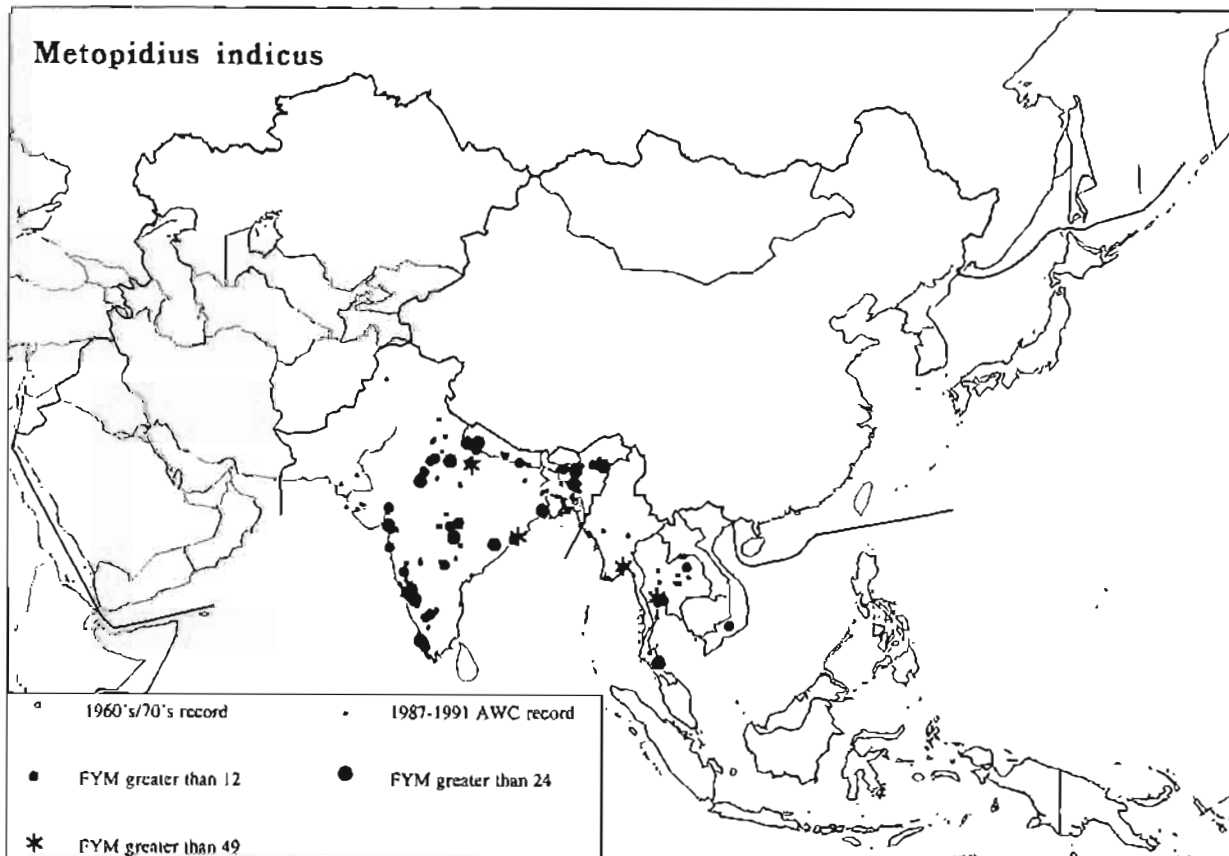 Metopidius indicus
1960's/70's record
1987-1991 AWC record
FYM greater than 12
FYM greater than 24
FYM greater than 49